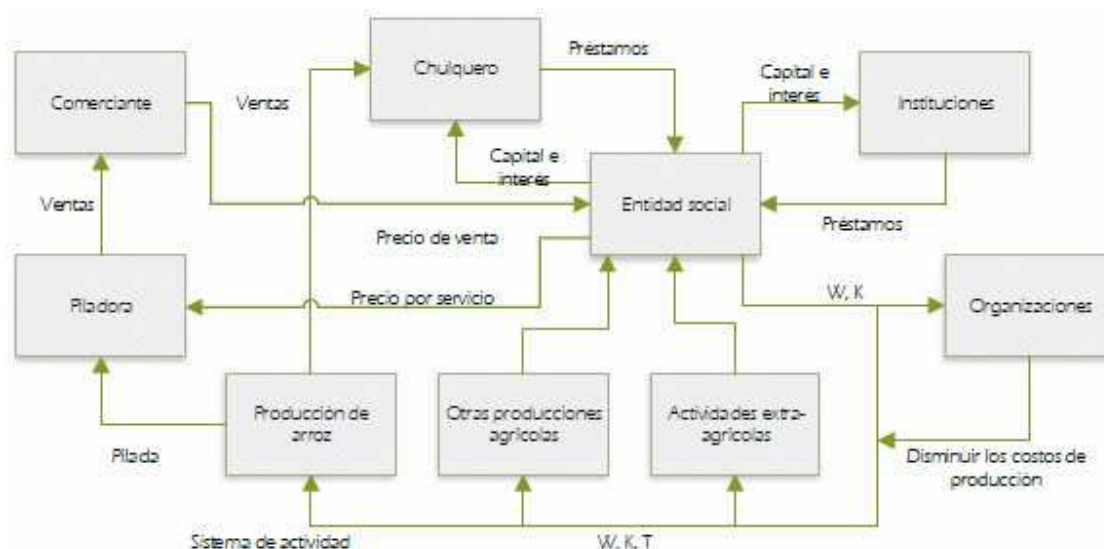 Préstamos
Chulquero
Capital e
interés
Comerciante
Ventas
Instituciones
Capital e
interés
Ventas
Entidad social
Préstamos
Precio de venta
Piladora
Precio por servicio
W, K
Organizaciones
Producción de
arroz
Otras producciones
agrícolas
Actividades extra-
agrícolas
Pilada
Disminuir los costos de
producción
Sistema de actividad
W, K, T